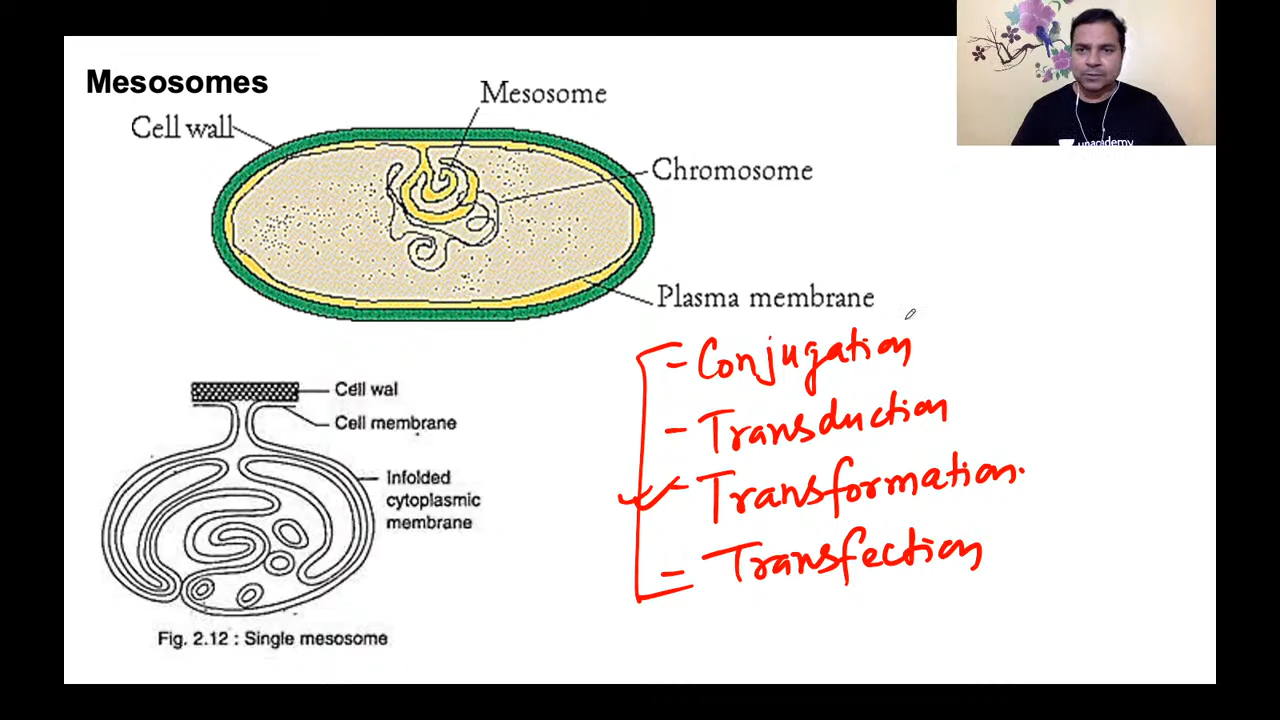 Mesosomes
Mesosome
Cell wall
Chromosome
Plasma membrane
- Conjugation
- Transduction
- Transformation.
- Transfection
Cell wal
Cell membrane
Infolded
cytoplasmic
membrane
Fig. 2.12 : Single mesosome
unacademy